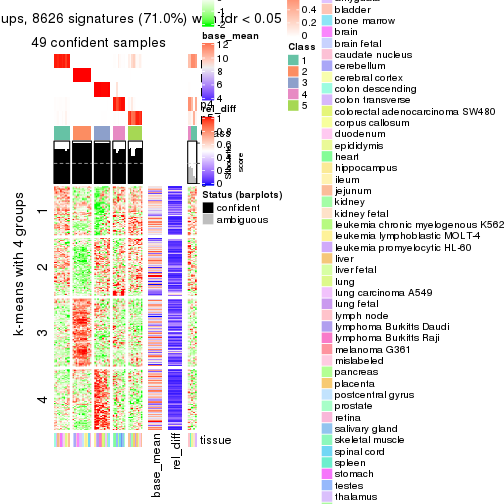 ups, 8626 signatures (71.0%) with fdr < 0.05
49 confident samples
1
2
3
4
k-means with 4 groups
base_mean
rel_diff
tissue
-1
-2
base_mean
12
10
8
6
4
rel_diff
1
0.8
0.6
0.4
0.2
0
Silhouette
score
Status (barplots)
confident
ambiguous
0.4
0.2
0
Class
1
2
3
4
5
bladder
bone marrow
brain
brain fetal
caudate nucleus
cerebellum
cerebral cortex
colon descending
colon transverse
colorectal adenocarcinoma SW480
corpus callosum
duodenum
epididymis
heart
hippocampus
ileum
jejunum
kidney
kidney fetal
leukemia chronic myelogenous K562
leukemia lymphoblastic MOLT-4
leukemia promyelocytic HL-60
liver
liver fetal
lung
lung carcinoma A549
lung fetal
lymph node
lymphoma Burkitts Daudi
lymphoma Burkitts Raji
melanoma G361
mislabeled
pancreas
placenta
postcentral gyrus
prostate
retina
salivary gland
skeletal muscle
spinal cord
spleen
stomach
testes
thalamus